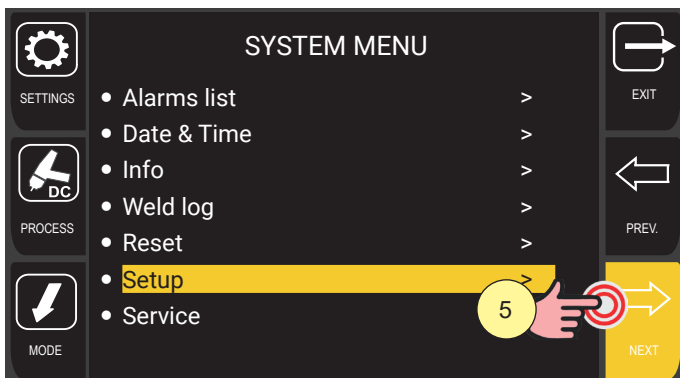 SYSTEM MENU
SETTINGS
EXIT
• Alarms list >
• Date & Time >
• Info >
DC
PROCESS
PREV.
• Weld log >
• Reset >
• Setup >
5
• Service
MODE
NEXT